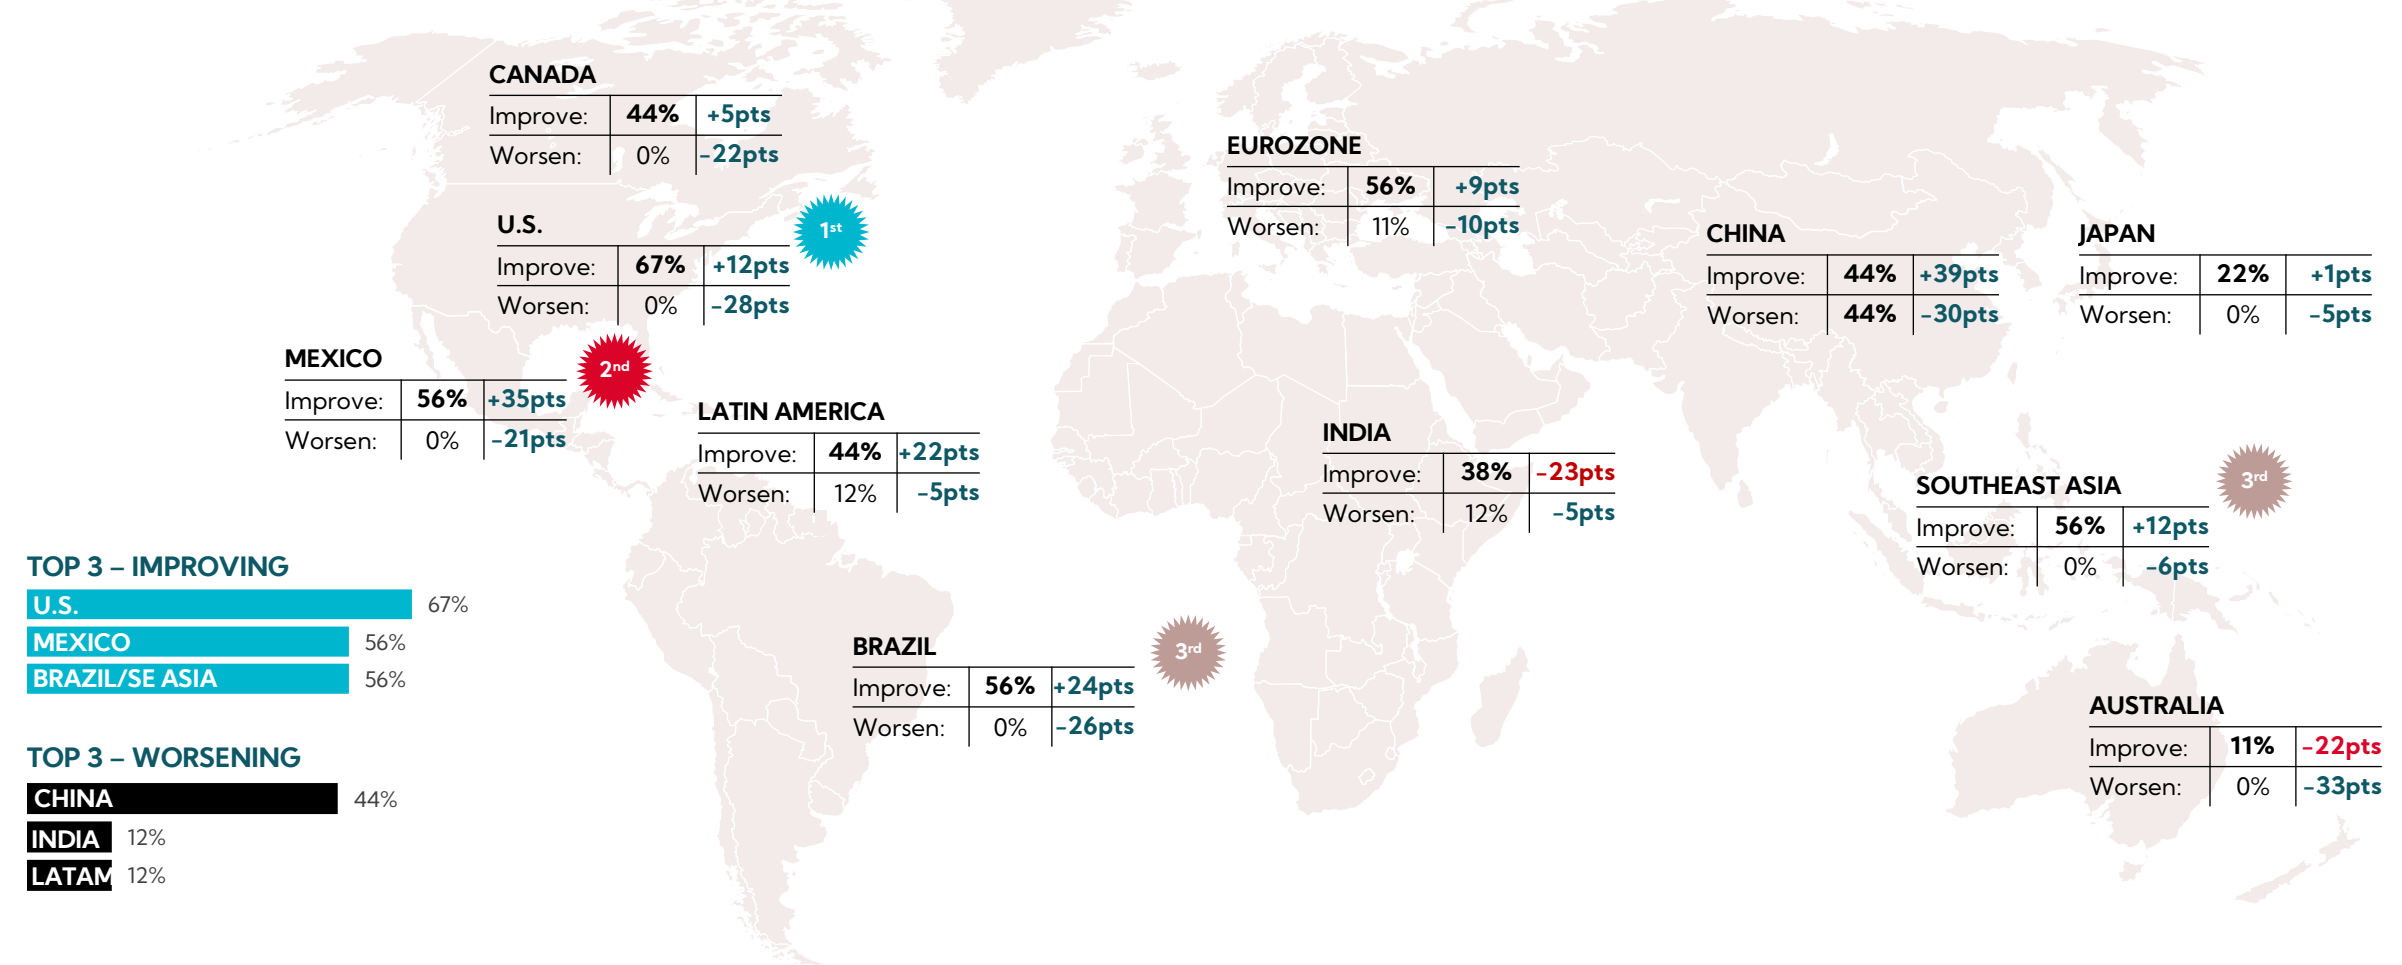 CANADA
Improve: 44% +5pts
Worsen: 0% -22pts
U.S.
1st
Improve: 67% +12pts
Worsen: 0% -28pts
MEXICO
2nd
Improve: 56% +35pts
Worsen: 0% -21pts
LATIN AMERICA
Improve: 44% +22pts
Worsen: 12% -5pts
EUROZONE
Improve: 56% +9pts
Worsen: 11% -10pts
CHINA
Improve: 44% +39pts
Worsen: 44% -30pts
JAPAN
Improve: 22% +1pts
Worsen: 0% -5pts
INDIA
Improve: 38% -23pts
Worsen: 12% -5pts
SOUTHEAST ASIA
3rd
Improve: 56% +12pts
Worsen: 0% -6pts
BRAZIL
3rd
Improve: 56% +24pts
Worsen: 0% -26pts
AUSTRALIA
Improve: 11% -22pts
Worsen: 0% -33pts
TOP 3 – IMPROVING
U.S. 67%
MEXICO 56%
BRAZIL/SE ASIA 56%
TOP 3 – WORSENING
CHINA 44%
INDIA 12%
LATAM 12%